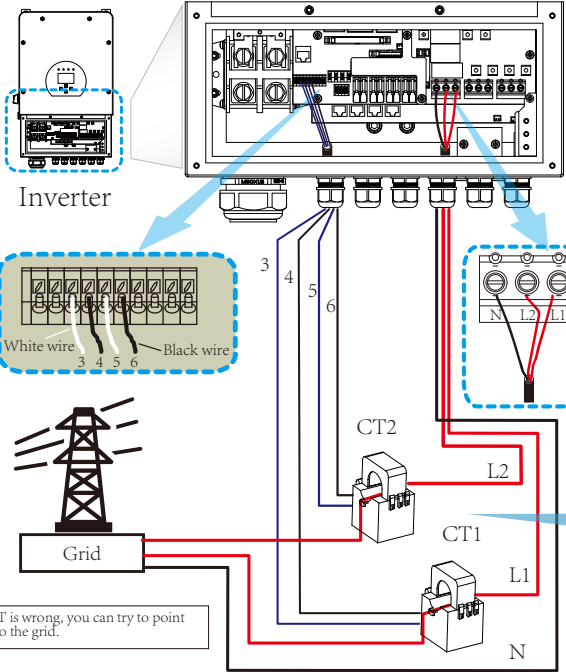 Inverter
3
4
5
6
White wire
3 4 5 6
Black wire
N L2 L1
CT2
L2
Grid
CT1
L1
T is wrong, you can try to point
o the grid.
N